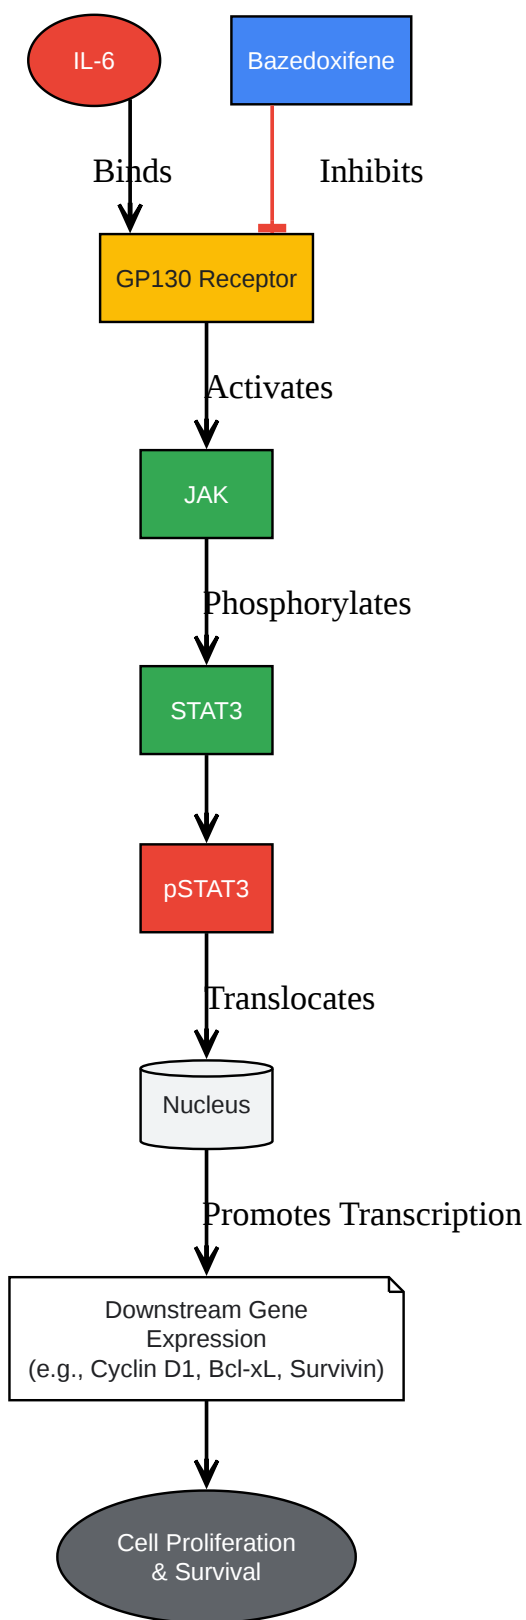 IL-6
Bazedoxifene
Binds
Inhibits
GP130 Receptor
Activates
JAK
Phosphorylates
STAT3
pSTAT3
Translocates
Nucleus
Promotes Transcription
Downstream Gene
Expression
(e.g., Cyclin D1, Bcl-xL, Survivin)
Cell Proliferation
& Survival